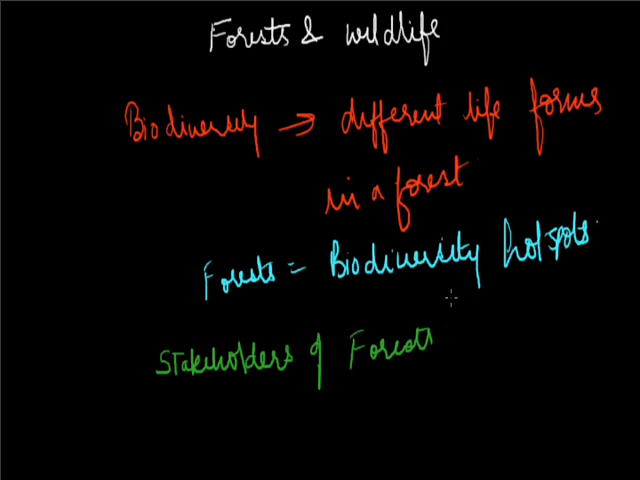 Forests & wildlife
Biodiversity → different life forms
in a forest
Forests = Biodiversity hotspots.
Stakeholders of Forests